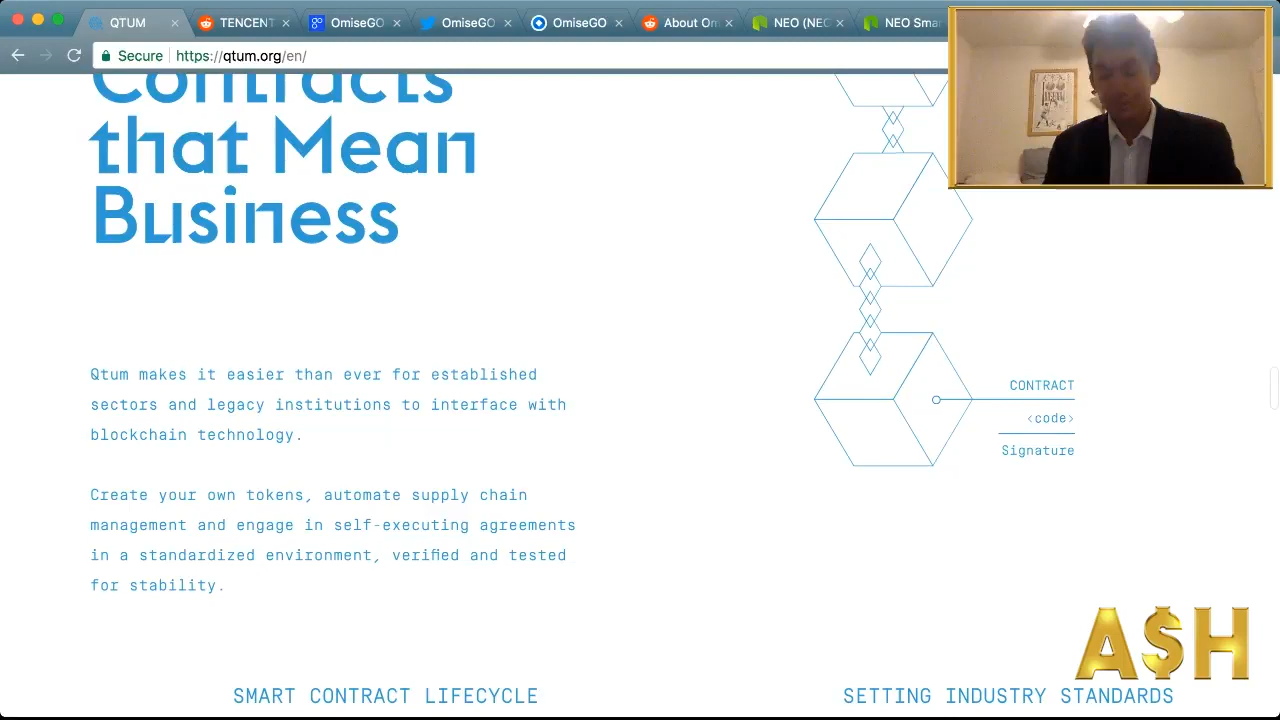 QTUM
TENCENT
OmiseGO
OmiseGO
OmiseGO
About Om
NEO (NEO
NEO Smar
Secure
https://qtum.org/en/
Contracts
that Mean
Business
Qtum makes it easier than ever for established
sectors and legacy institutions to interface with
blockchain technology.
Create your own tokens, automate supply chain
management and engage in self-executing agreements
in a standardized environment, verified and tested
for stability.
CONTRACT
<code>
Signature
A$H
SMART CONTRACT LIFECYCLE
SETTING INDUSTRY STANDARDS